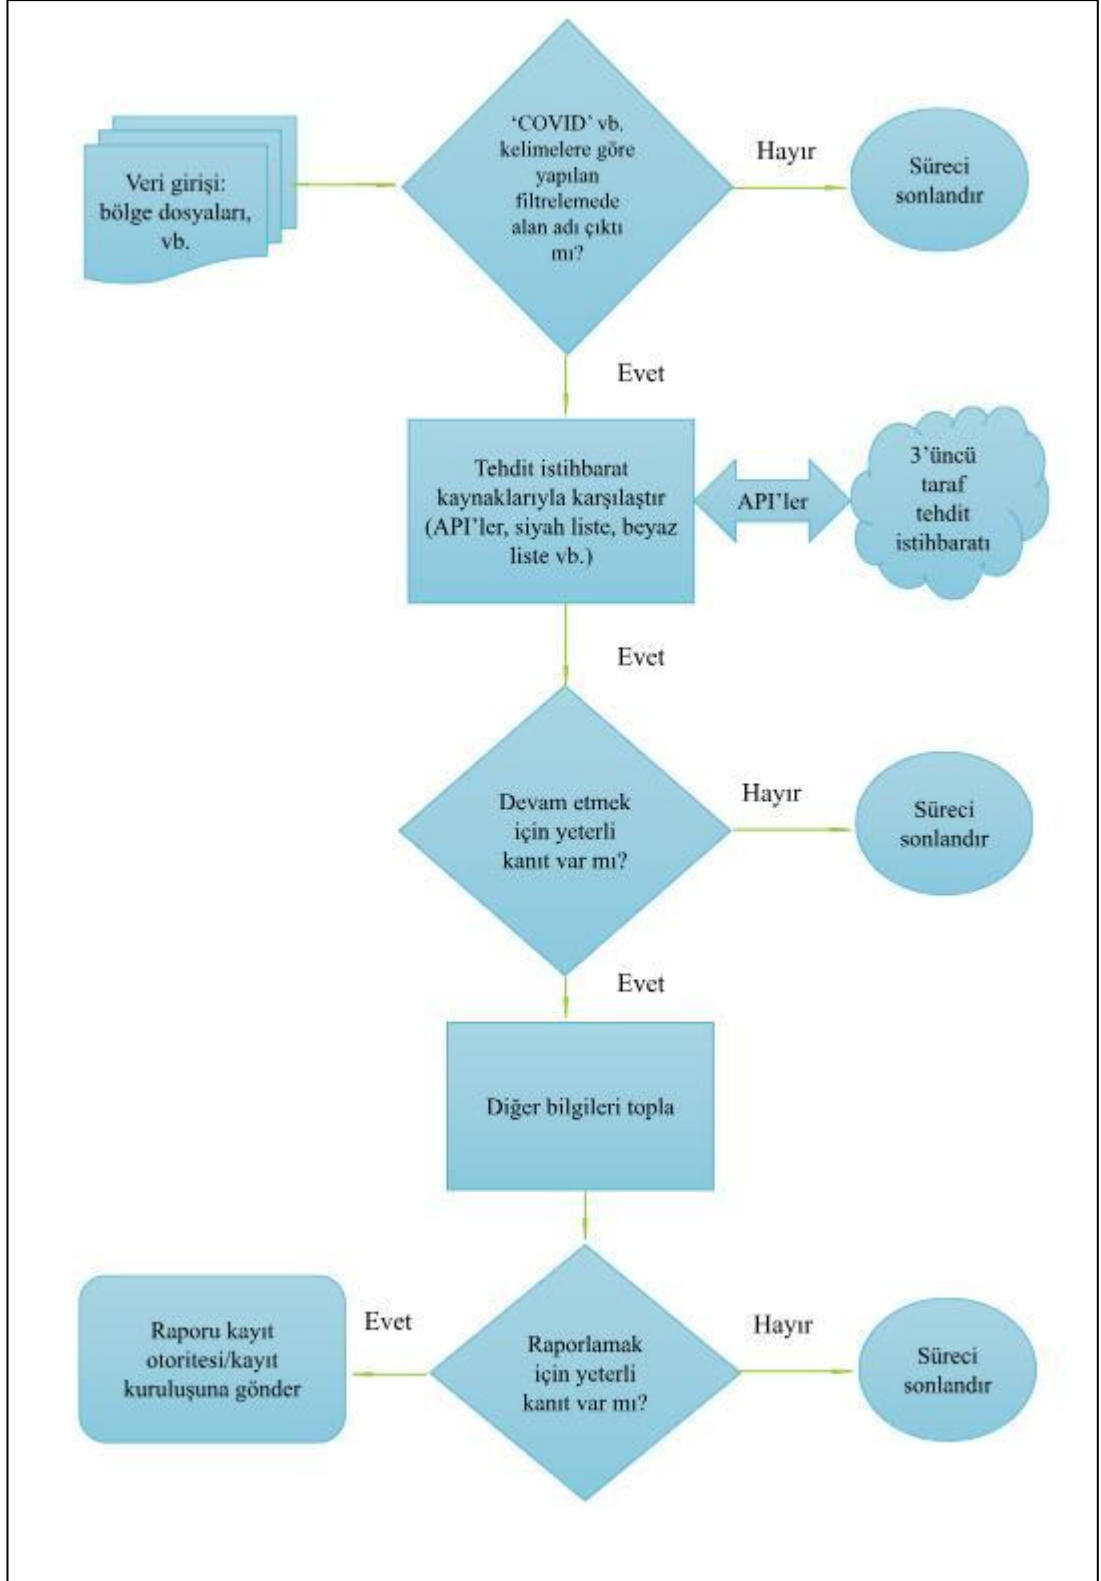 Veri girişi:
bölge dosyaları,
vb.
‘COVID’ vb.
kelimelere göre
yapılan
filtrelemede
alan adı çıktı
mı?
Hayır
Süreci
sonlandır
Evet
Tehdit istihbarat
kaynaklarıyla karşılaştır
(API’ler, siyah liste, beyaz
liste vb.)
API’ler
3’üncü
taraf
tehdit
istihbaratı
Evet
Devam etmek
için yeterli
kanıt var mı?
Hayır
Süreci
sonlandır
Evet
Diğer bilgileri topla
Raporlamak
için yeterli
kanıt var mı?
Evet
Raporu kayıt
otoritesi/kayıt
kuruluşuna gönder
Hayır
Süreci
sonlandır